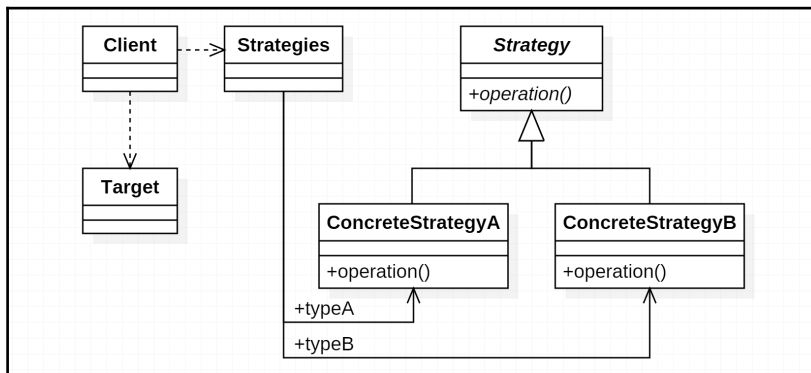 Client
Strategies
Strategy
+operation()
Target
ConcreteStrategyA
ConcreteStrategyB
+operation()
+operation()
+typeA
+typeB